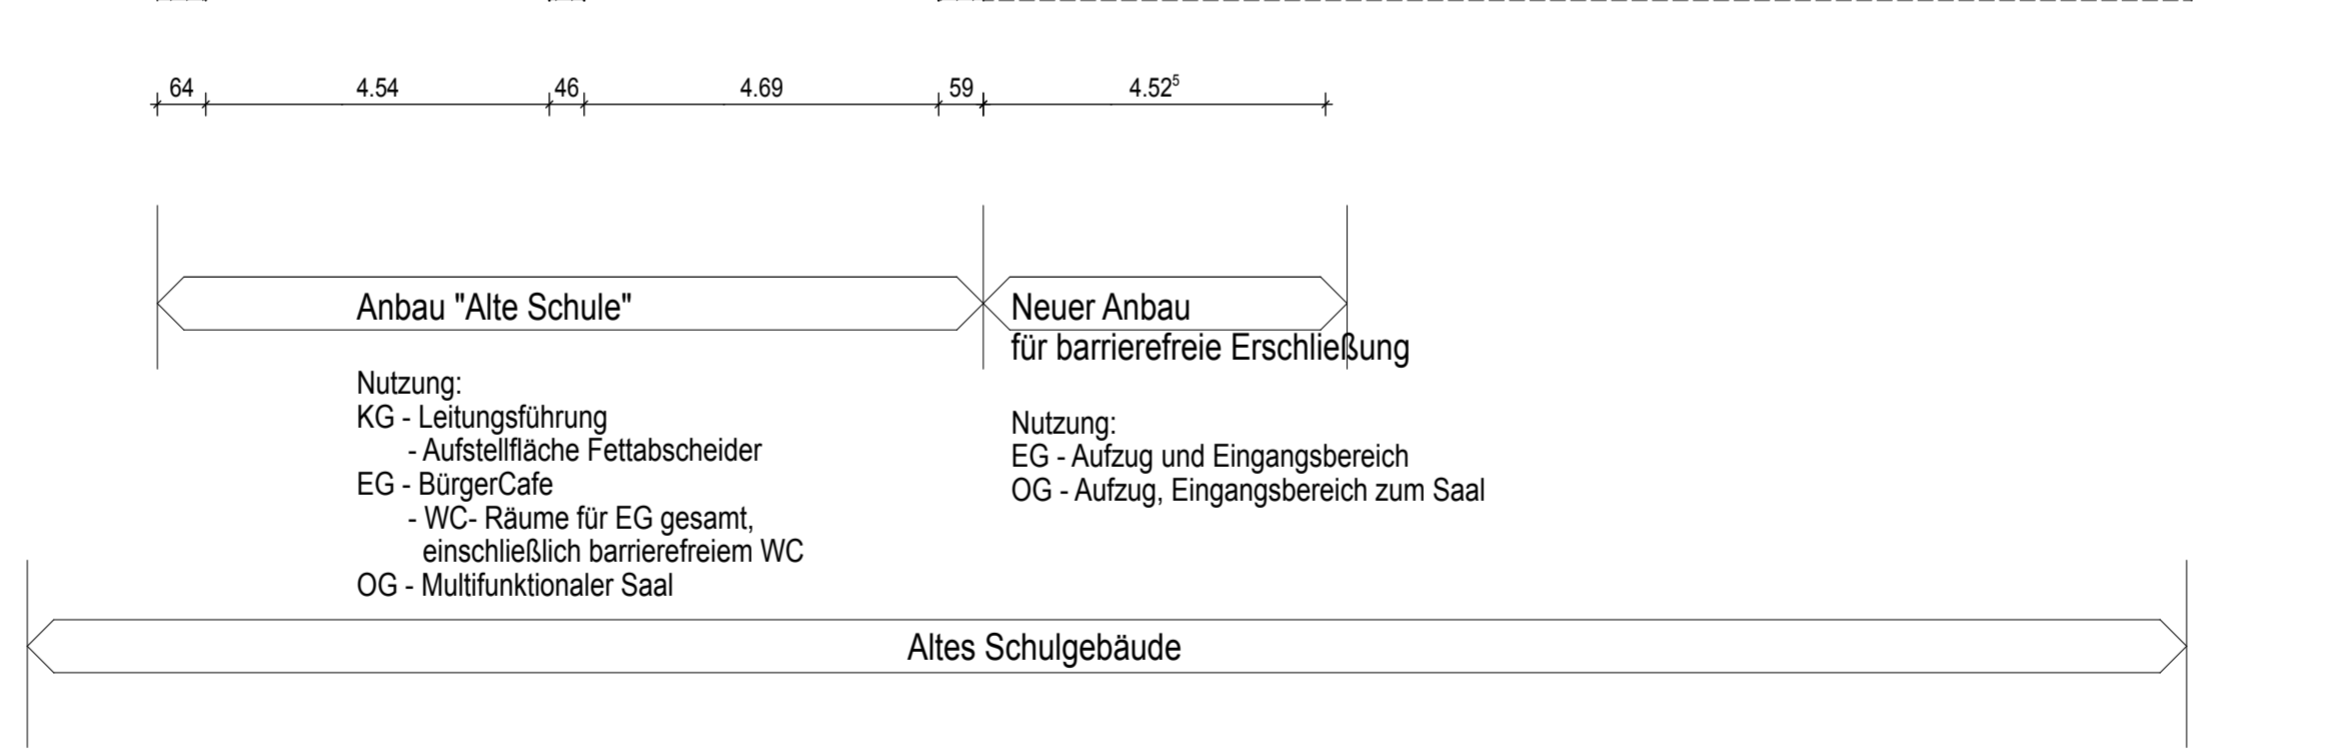 64 4.54 46 4.69 59 4.52⁵
Anbau "Alte Schule"
Nutzung:
KG - Leitungsführung
- Aufstellfläche Fettabscheider
EG - BürgerCafe
- WC- Räume für EG gesamt,
einschließlich barrierefreiem WC
OG - Multifunktionaler Saal
Neuer Anbau
für barrierefreie Erschließung
Nutzung:
EG - Aufzug und Eingangsbereich
OG - Aufzug, Eingangsbereich zum Saal
Altes Schulgebäude